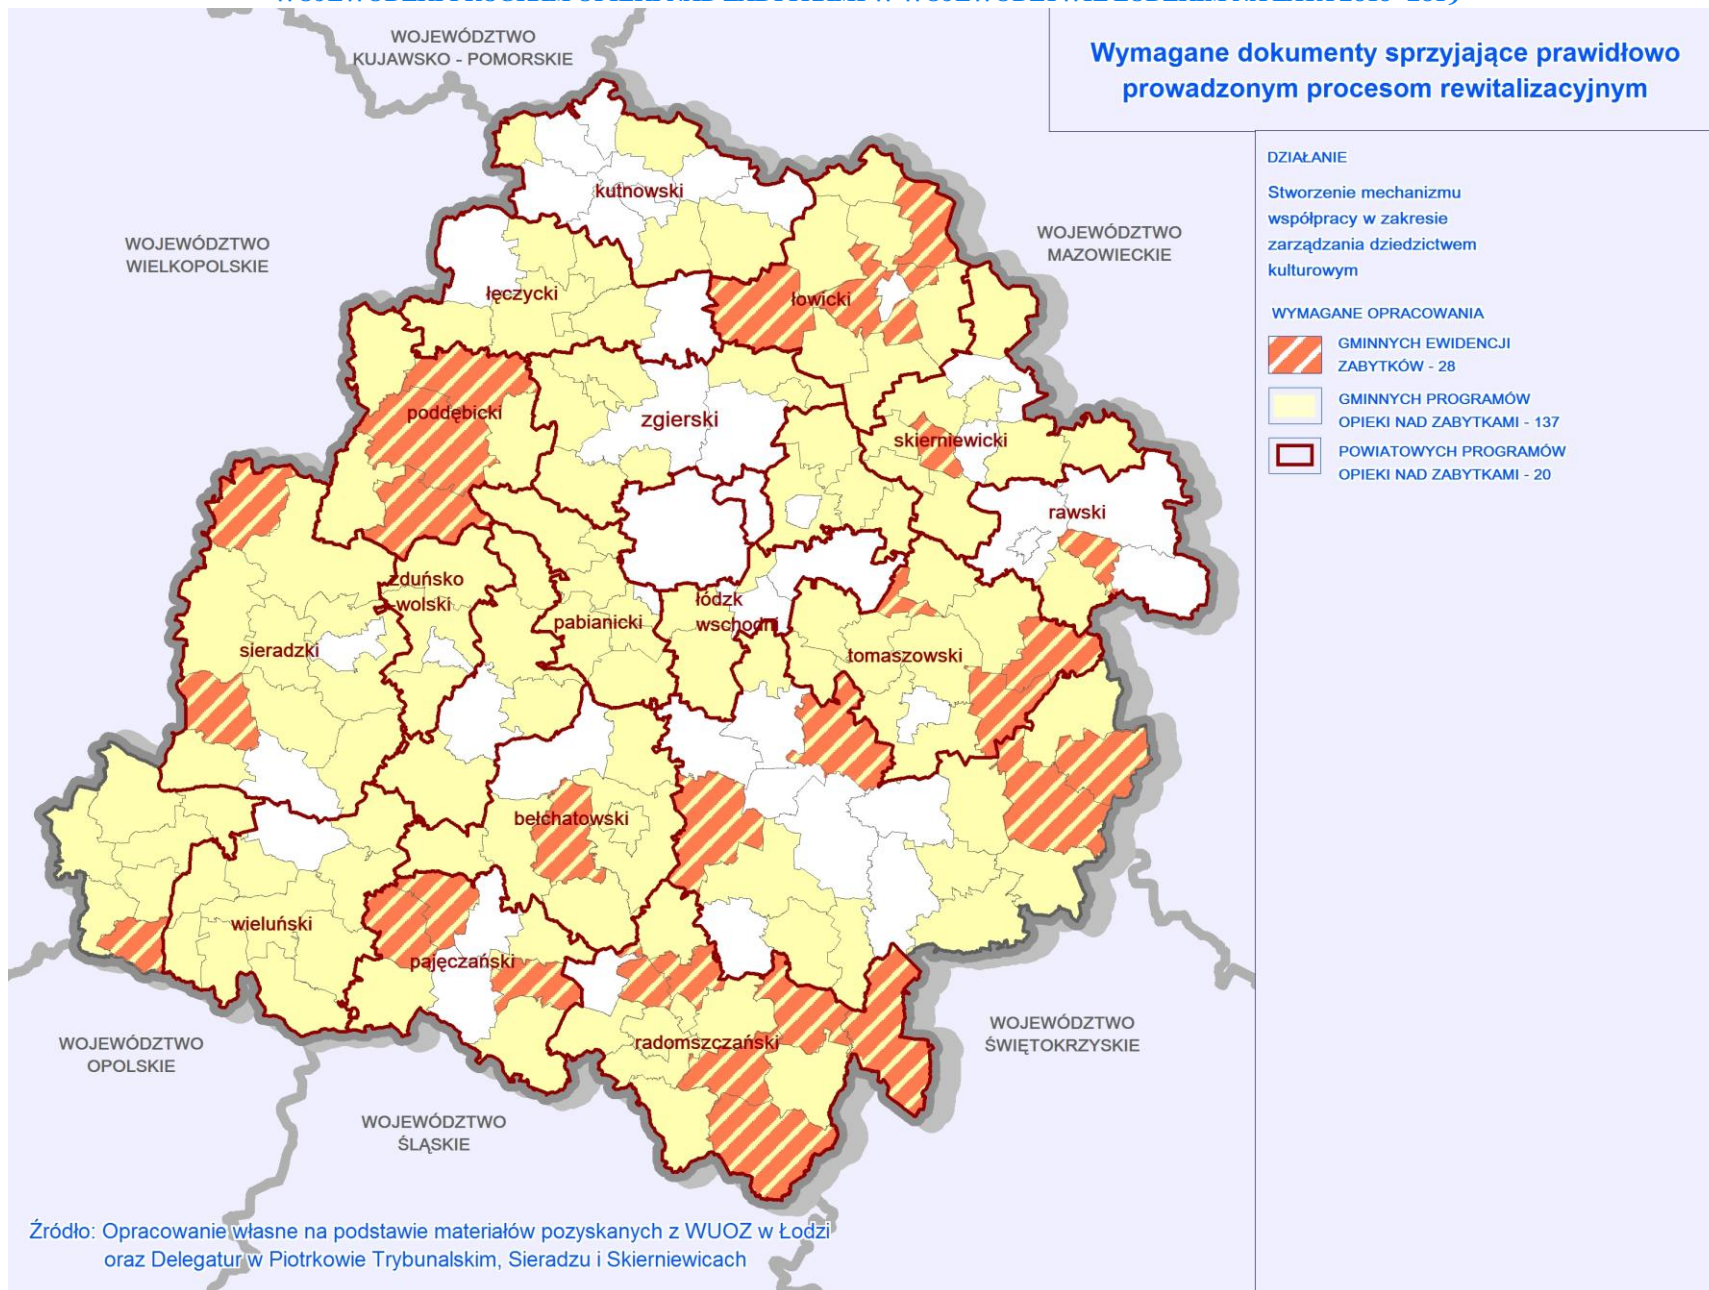 Wymagane dokumenty sprzyjające prawidłowo
prowadzonym procesom rewitalizacyjnym
DZIAŁANIE
Stworzenie mechanizmu
współpracy w zakresie
zarządzania dziedzictwem
kulturowym
WYMAGANE OPRACOWANIA
GMINNYCH EWIDENCJI
ZABYTKÓW - 28
GMINNYCH PROGRAMÓW
OPIEKI NAD ZABYTKAMI - 137
POWIATOWYCH PROGRAMÓW
OPIEKI NAD ZABYTKAMI - 20
WOJEWÓDZTWO
KUJAWSKO - POMORSKIE
WOJEWÓDZTWO
WIELKOPOLSKIE
WOJEWÓDZTWO
MAZOWIECKIE
kutnowski
łęczycki
łowicki
poddębicki
zgierski
skierniewicki
rawski
zduńsko
wolski
łódzk
wschodni
pabianicki
sieradzki
tomaszowski
bełchatowski
wieluński
pajęczański
radomszczański
WOJEWÓDZTWO
OPOLSKIE
WOJEWÓDZTWO
ŚLĄSKIE
WOJEWÓDZTWO
ŚWIĘTOKRZYSKIE
Źródło: Opracowanie własne na podstawie materiałów pozyskanych z WUOZ w Łodzi
oraz Delegatur w Piotrkowie Trybunalskim, Sieradzu i Skierniewicach